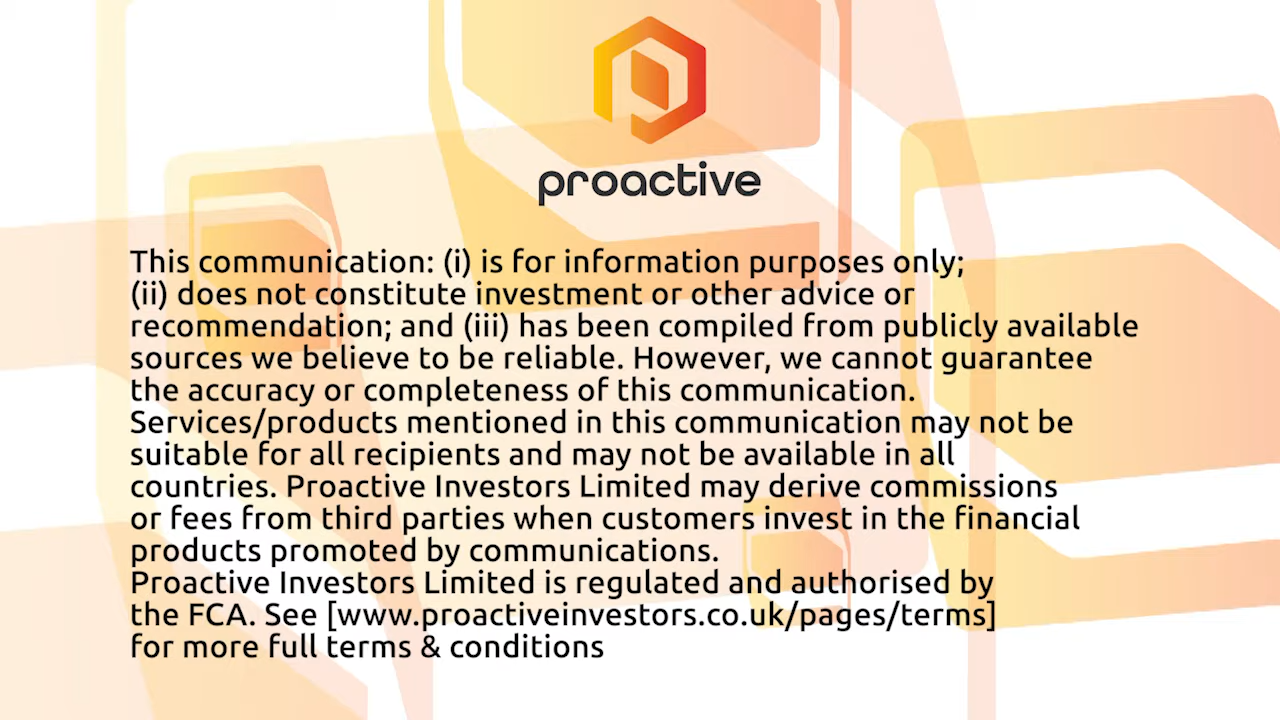 proactive
This communication: (i) is for information purposes only;
(ii) does not constitute investment or other advice or
recommendation; and (iii) has been compiled from publicly available
sources we believe to be reliable. However, we cannot guarantee
the accuracy or completeness of this communication.
Services/products mentioned in this communication may not be
suitable for all recipients and may not be available in all
countries. Proactive Investors Limited may derive commissions
or fees from third parties when customers invest in the financial
products promoted by communications.
Proactive Investors Limited is regulated and authorised by
the FCA. See [www.proactiveinvestors.co.uk/pages/terms]
for more full terms & conditions